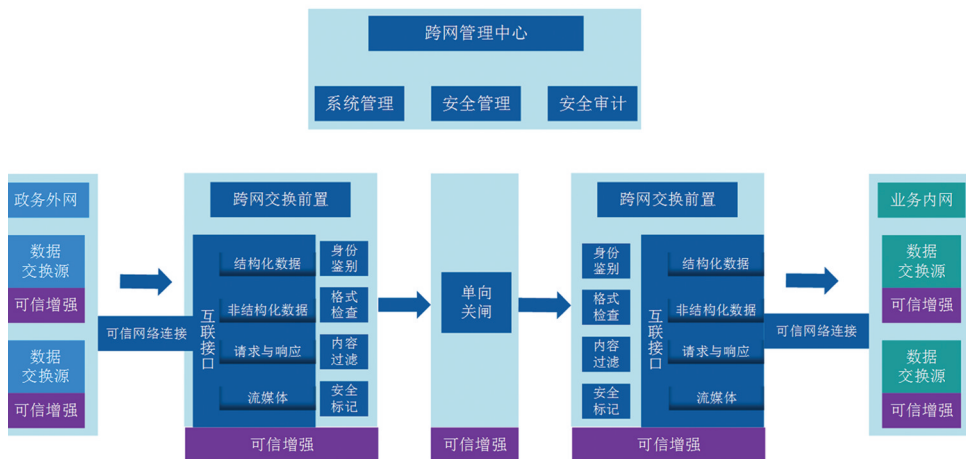 跨网管理中心
系统管理
安全管理
安全审计
政务外网
数据
交换源
可信增强
数据
交换源
可信增强
可信网络连接
跨网交换前置
互联接口
结构化数据
非结构化数据
请求与响应
流媒体
身份
鉴别
格式
检查
内容
过滤
安全
标记
可信增强
单向
关闸
可信增强
跨网交换前置
身份
鉴别
格式
检查
内容
过滤
安全
标记
互联接口
结构化数据
非结构化数据
请求与响应
流媒体
可信增强
可信网络连接
业务内网
数据
交换源
可信增强
数据
交换源
可信增强